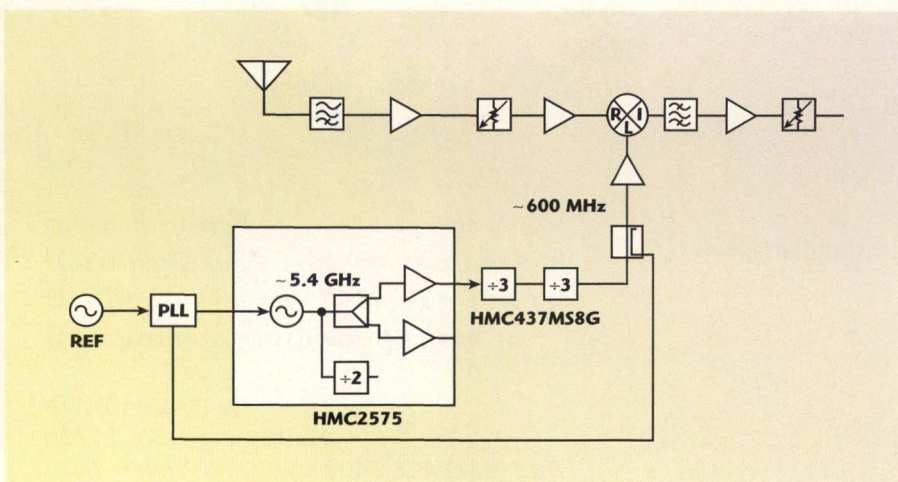 R I
L
~600 MHz
~5.4 GHz
÷3 ÷3
PLL
HMC437MS8G
REF
÷2
HMC2575